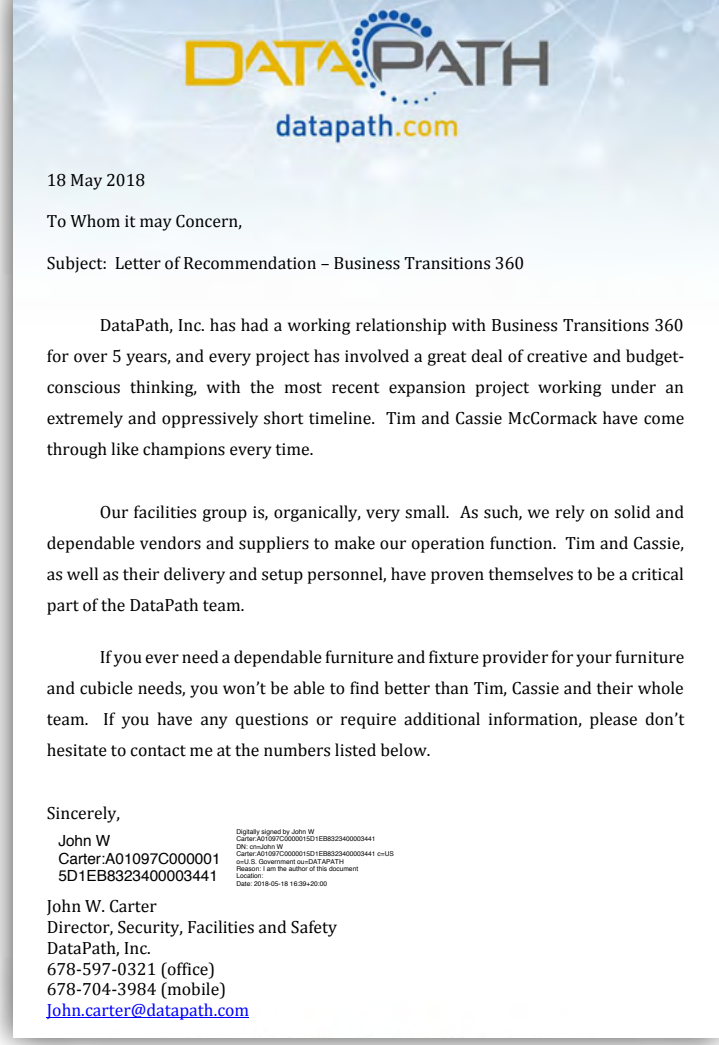 DATAPATH
datapath.com
18 May 2018
To Whom it may Concern,
Subject:  Letter of Recommendation – Business Transitions 360
DataPath, Inc. has had a working relationship with Business Transitions 360
for over 5 years, and every project has involved a great deal of creative and budget-
conscious thinking, with the most recent expansion project working under an
extremely and oppressively short timeline.  Tim and Cassie McCormack have come
through like champions every time.
Our facilities group is, organically, very small.  As such, we rely on solid and
dependable vendors and suppliers to make our operation function.  Tim and Cassie,
as well as their delivery and setup personnel, have proven themselves to be a critical
part of the DataPath team.
If you ever need a dependable furniture and fixture provider for your furniture
and cubicle needs, you won't be able to find better than Tim, Cassie and their whole
team.  If you have any questions or require additional information, please don't
hesitate to contact me at the numbers listed below.
Sincerely,
John W
Carter:A01097C000001
5D1EB8323400003441
Digitally signed by John W
Carter:A01097C0000015D1EB8323400003441
DN: cn=John W
Carter:A01097C0000015D1EB8323400003441 c=US
o=U.S. Government ou=DATAPATH
Reason: I am the author of this document
Location:
Date: 2018-05-18 16:39+20:00
John W. Carter
Director, Security, Facilities and Safety
DataPath, Inc.
678-597-0321 (office)
678-704-3984 (mobile)
John.carter@datapath.com